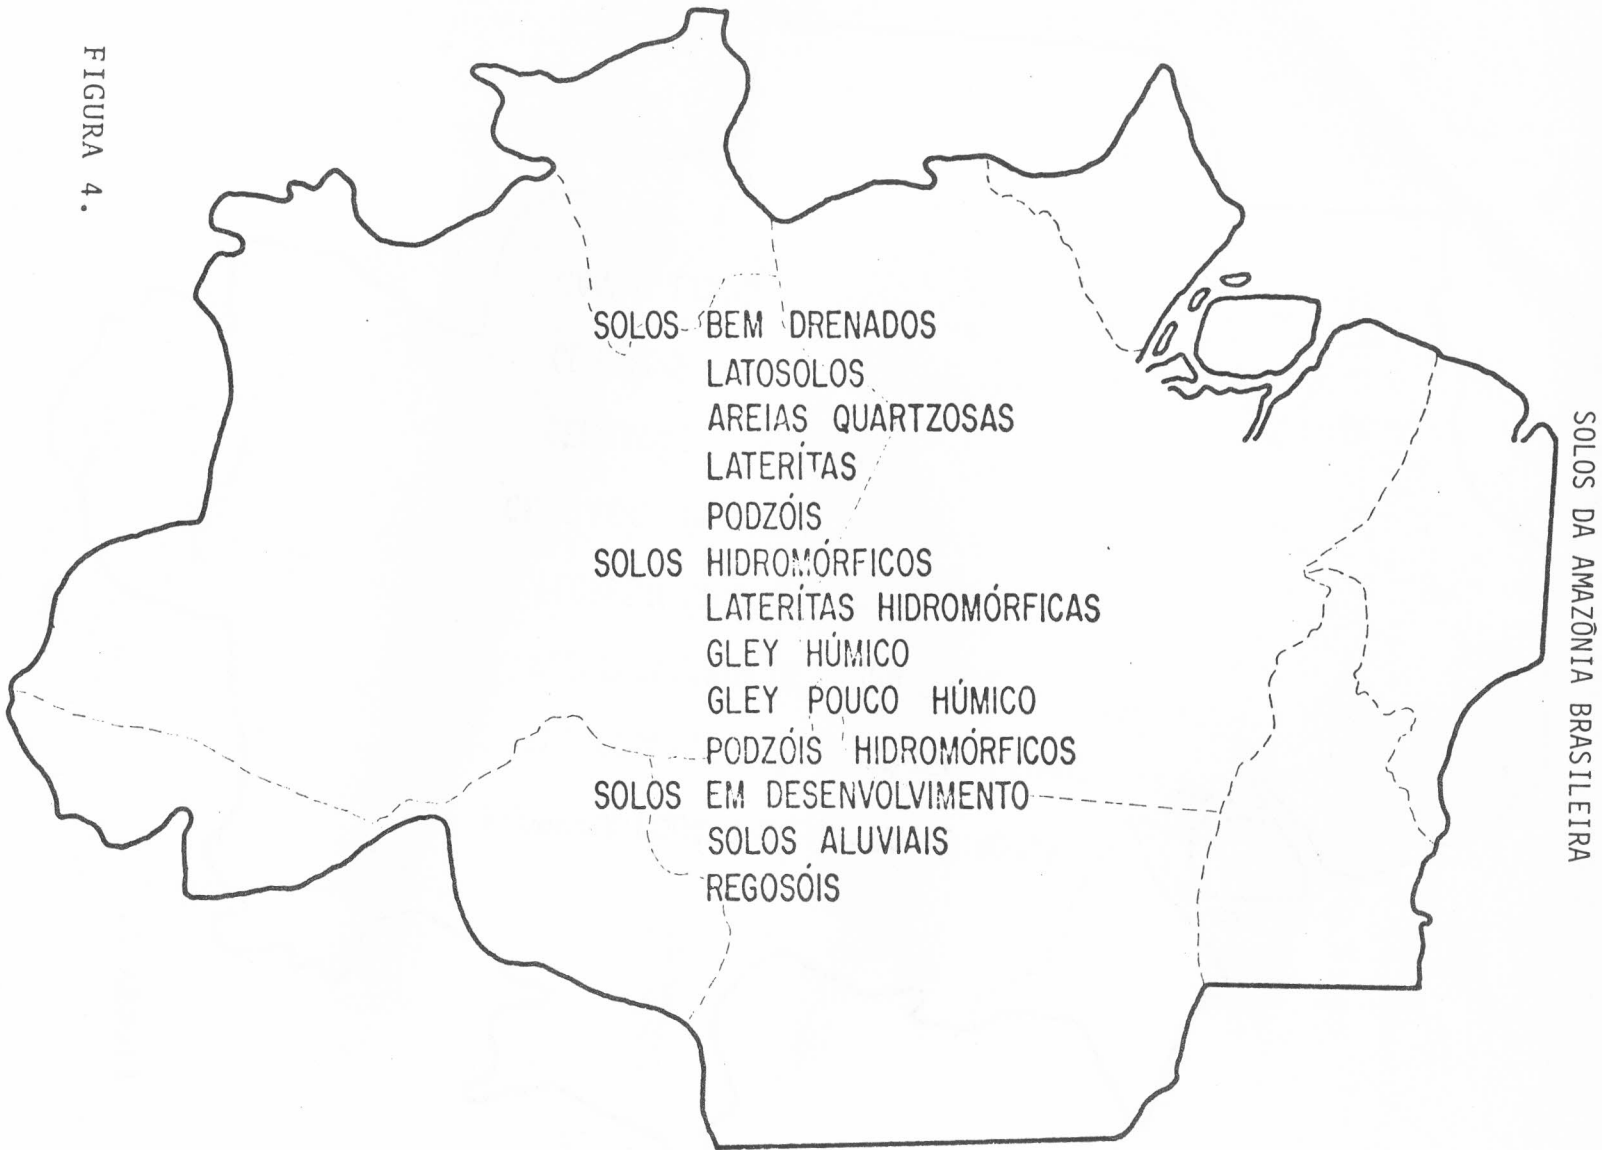 SOLOS DA AMAZÔNIA BRASILEIRA
SOLOS BEM DRENADOS
LATOSOLOS
AREIAS QUARTZOSAS
LATERÍTAS
PODZÓIS
SOLOS HIDROMÓRFICOS
LATERÍTAS HIDROMÓRFICAS
GLEY HÚMICO
GLEY POUCO HÚMICO
PODZÓIS HIDROMÓRFICOS
SOLOS EM DESENVOLVIMENTO
SOLOS ALUVIAIS
REGOSÓIS
FIGURA 4.